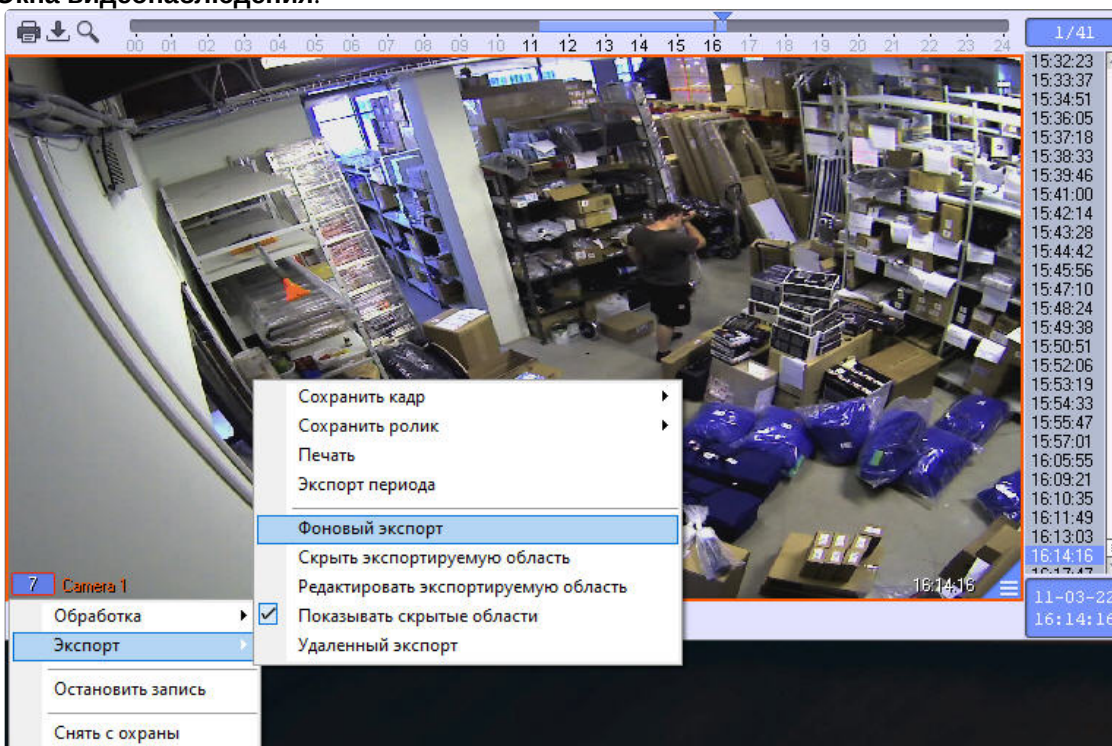 Окна видеонаблюдения.
00 01 02 03 04 05 06 07 08 09 10 11 12 13 14 15 16 17 18 19 20 21 22 23 24
1/41
15:32:23
15:33:37
15:34:51
15:36:05
15:37:18
15:38:33
15:39:46
15:41:00
15:42:14
15:43:28
15:44:42
15:45:56
15:47:10
15:48:24
15:49:38
15:50:51
15:52:06
15:53:19
15:54:33
15:55:47
15:57:01
16:05:55
16:09:21
16:10:35
16:11:49
16:13:03
16:14:16
16:17:47
11-03-22
16:14:16
Сохранить кадр
Сохранить ролик
Печать
Экспорт периода
Фоновый экспорт
Скрыть экспортируемую область
Редактировать экспортируемую область
Показывать скрытые области
Удаленный экспорт
7 Camera 1
16:14:16
Обработка
Экспорт
Остановить запись
Снять с охраны